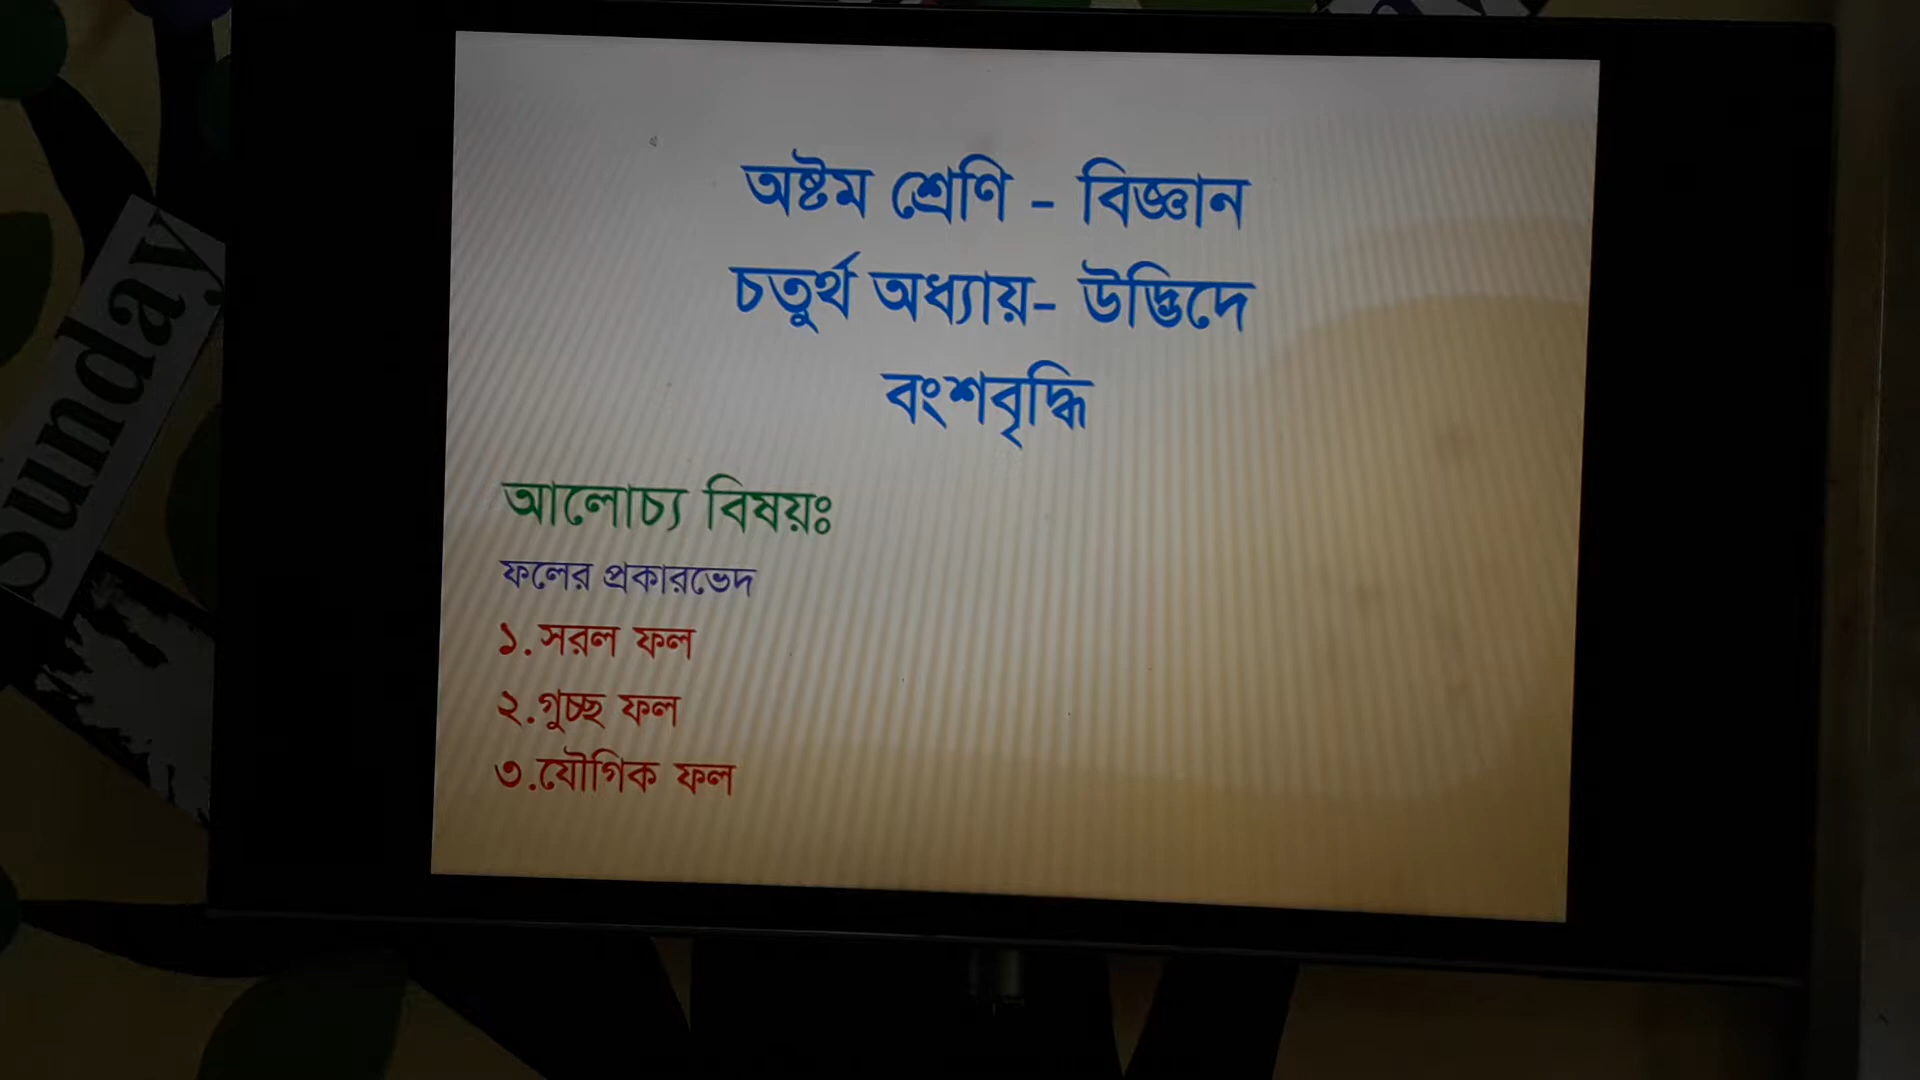 Sunday
অষ্টম শ্রেণি - বিজ্ঞান
চতুর্থ অধ্যায়- উদ্ভিদে
বংশবৃদ্ধি
আলোচ্য বিষয়ঃ
ফলের প্রকারভেদ
১.সরল ফল
২.গুচ্ছ ফল
৩.যৌগিক ফল